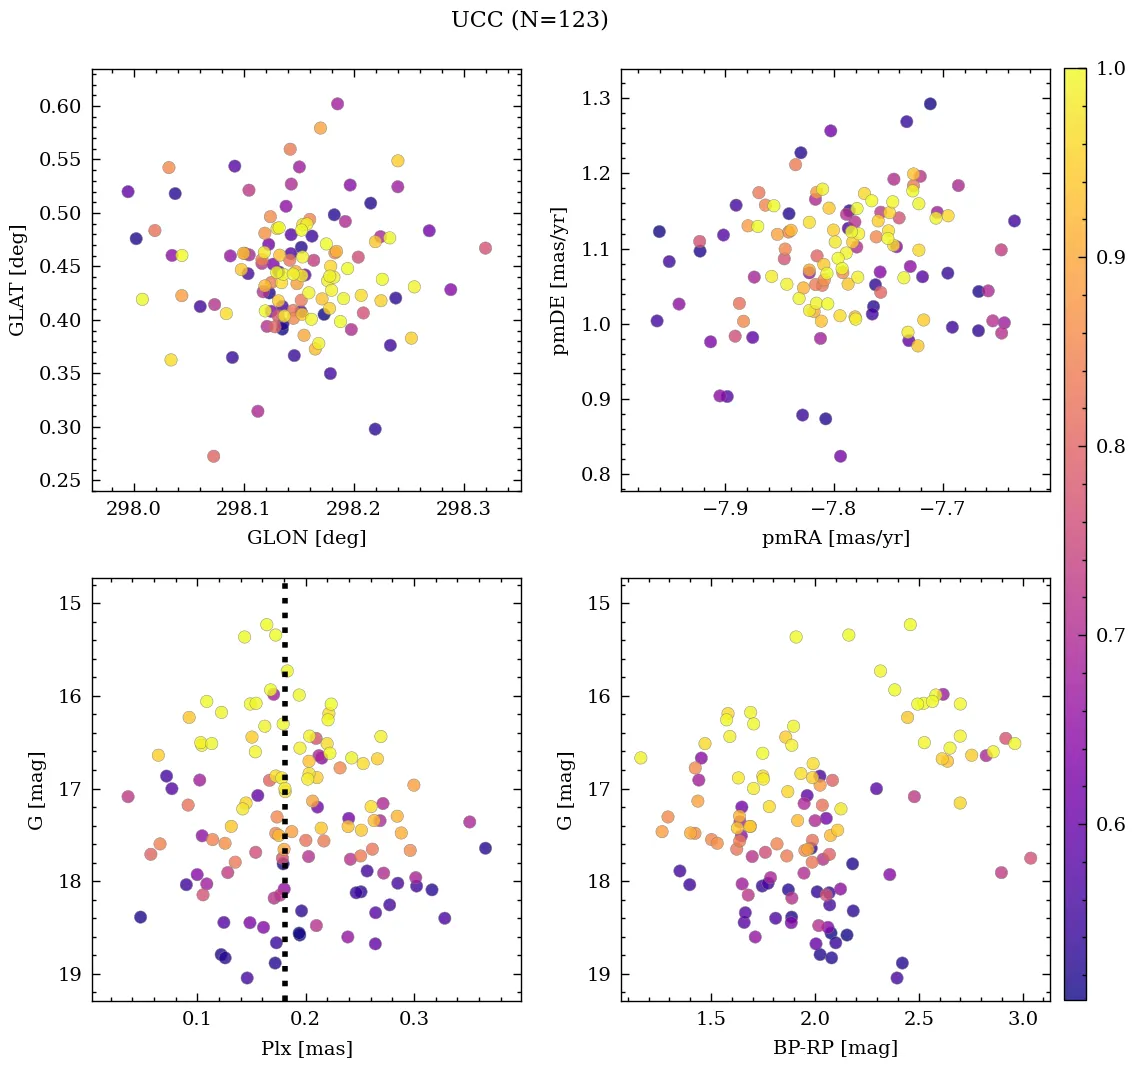 UCC (N=123)
0.60
0.55
0.50
0.45
0.40
0.35
0.30
0.25
GLAT [deg]
298.0 298.1 298.2 298.3
GLON [deg]
1.3
1.2
1.1
1.0
0.9
0.8
pmDE [mas/yr]
−7.9 −7.8 −7.7
pmRA [mas/yr]
1.0
0.9
0.8
0.7
0.6
15
16
17
18
19
G [mag]
0.1 0.2 0.3
Plx [mas]
15
16
17
18
19
G [mag]
1.5 2.0 2.5 3.0
BP-RP [mag]